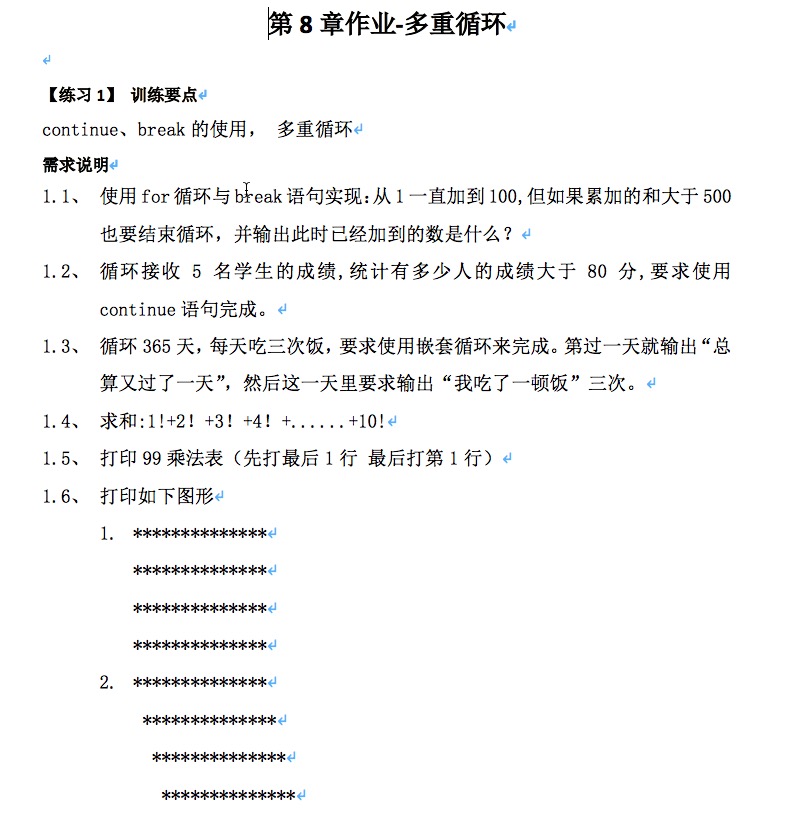 第 8 章作业-多重循环
【练习 1】 训练要点
continue、break 的使用， 多重循环
需求说明
1.1、 使用 for 循环与 break 语句实现:从 1 一直加到 100,但如果累加的和大于 500
也要结束循环，并输出此时已经加到的数是什么？
1.2、 循环接收 5 名学生的成绩,统计有多少人的成绩大于 80 分,要求使用
continue 语句完成。
1.3、 循环 365 天，每天吃三次饭，要求使用嵌套循环来完成。第过一天就输出“总
算又过了一天”，然后这一天里要求输出“我吃了一顿饭”三次。
1.4、 求和:1!+2！+3！+4！+......+10!
1.5、 打印 99 乘法表（先打最后 1 行 最后打第 1 行）
1.6、 打印如下图形
1. **************
**************
**************
**************
2. **************
**************
**************
**************